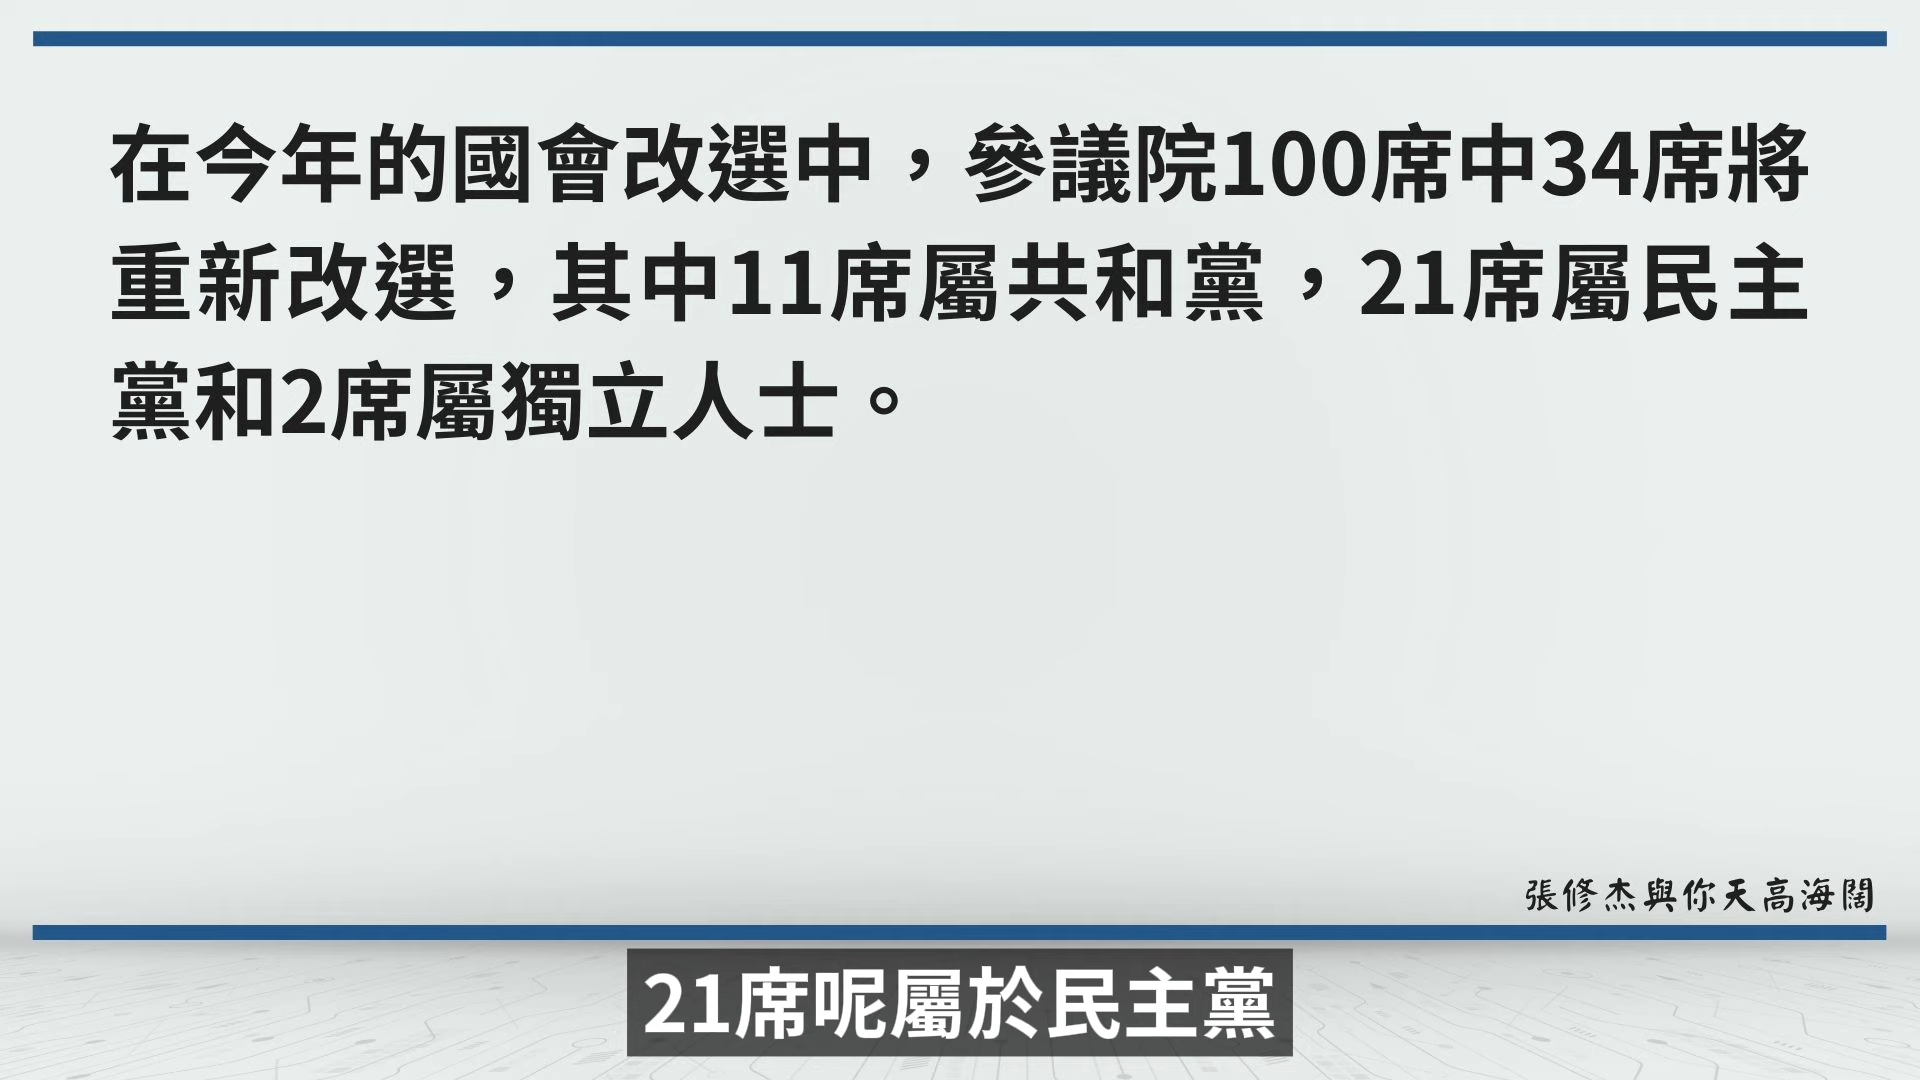 在今年的國會改選中，參議院100席中34席將
重新改選，其中11席屬共和黨，21席屬民主
黨和2席屬獨立人士。
張修杰與你天高海闊
21席呢屬於民主黨